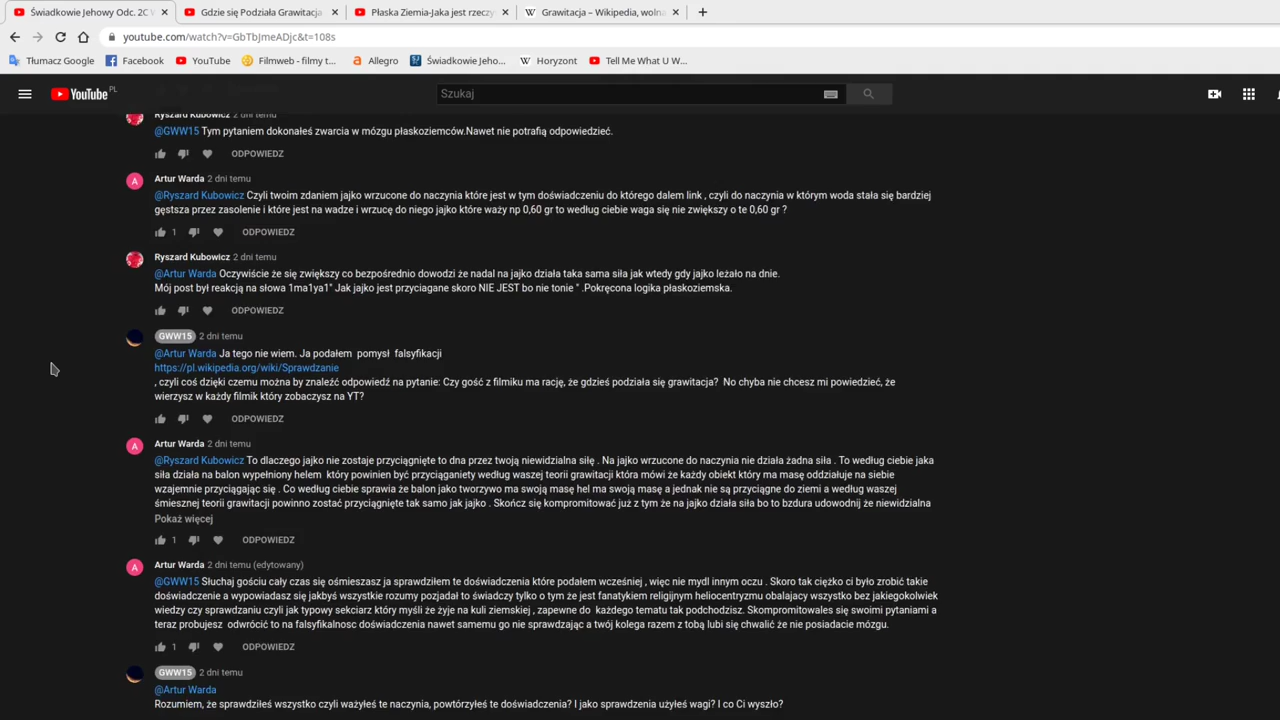 Świadkowie Jehowy Odc. 2C W
Gdzie się Podziała Grawitacja
Płaska Ziemia-Jaka jest rzeczy
Grawitacja – Wikipedia, wolna
youtube.com/watch?v=GbTbJmeADjc&t=108s
Tłumacz Google
Facebook
YouTube
Filmweb - filmy t...
Allegro
Świadkowie Jeho...
Horyzont
Tell Me What U W...
YouTube PL
Szukaj
Ryszard Kubowicz 2 dni temu
@GWW15 Tym pytaniem dokonałeś zwarcia w mózgu płaskoziemców.Nawet nie potrafią odpowiedzieć.
ODPOWIEDZ
Artur Warda 2 dni temu
@Ryszard Kubowicz Czyli twoim zdaniem jajko wrzucone do naczynia które jest w tym doświadczeniu do którego dalem link , czyli do naczynia w którym woda stała się bardziej
gęstsza przez zasolenie i które jest na wadze i wrzucę do niego jajko które waży np 0,60 gr to według ciebie waga się nie zwiększy o te 0,60 gr ?
1 ODPOWIEDZ
Ryszard Kubowicz 2 dni temu
@Artur Warda Oczywiście że się zwiększy co bezpośrednio dowodzi że nadal na jajko działa taka sama siła jak wtedy gdy jajko leżało na dnie.
Mój post był reakcją na słowa 1ma1ya1" Jak jajko jest przyciagane skoro NIE JEST bo nie tonie " .Pokręcona logika płaskoziemska.
ODPOWIEDZ
GWW15 2 dni temu
@Artur Warda Ja tego nie wiem. Ja podałem pomysł falsyfikacji
https://pl.wikipedia.org/wiki/Sprawdzanie
, czyli coś dzięki czemu można by znaleźć odpowiedź na pytanie: Czy gość z filmiku ma rację, że gdzieś podziała się grawitacja? No chyba nie chcesz mi powiedzieć, że
wierzysz w każdy filmik który zobaczysz na YT?
ODPOWIEDZ
Artur Warda 2 dni temu
@Ryszard Kubowicz To dlaczego jajko nie zostaje przyciągnięte to dna przez twoją niewidzialna siłę . Na jajko wrzucone do naczynia nie działa żadna siła . To według ciebie jaka
siła działa na balon wypełniony helem który powinien być przyciąganiety według waszej teorii grawitacji która mówi że każdy obiekt który ma masę oddziałuje na siebie
wzajemnie przyciągając się . Co według ciebie sprawia że balon jako tworzywo ma swoją masę hel ma swoją masę a jednak nie są przyciągne do ziemi a według waszej
śmiesznej teorii grawitacji powinno zostać przyciągnięte tak samo jak jajko . Skończ się kompromitować już z tym że na jajko działa siła bo to bzdura udowodnij że niewidzialna
Pokaż więcej
1 ODPOWIEDZ
Artur Warda 2 dni temu (edytowany)
@GWW15 Słuchaj gościu cały czas się ośmieszasz ja sprawdziłem te doświadczenia które podałem wcześniej , więc nie mydl innym oczu . Skoro tak ciężko ci było zrobić takie
doświadczenie a wypowiadasz się jakbyś wszystkie rozumy pozjadał to świadczy tylko o tym że jest fanatykiem religijnym heliocentryzmu obalajacy wszystko bez jakiegokolwiek
wiedzy czy sprawdzaniu czyli jak typowy sekciarz który myśli że żyje na kuli ziemskiej , zapewne do każdego tematu tak podchodzisz. Skompromitowales się swoimi pytaniami a
teraz probujesz odwrócić to na falsyfikalnosc doświadczenia nawet samemu go nie sprawdzając a twój kolega razem z tobą lubi się chwalić że nie posiadacie mózgu.
1 ODPOWIEDZ
GWW15 2 dni temu
@Artur Warda
Rozumiem, że sprawdziłeś wszystko czyli ważyłeś te naczynia, powtórzyłeś te doświadczenia? I jako sprawdzenia użyłeś wagi? I co Ci wyszło?